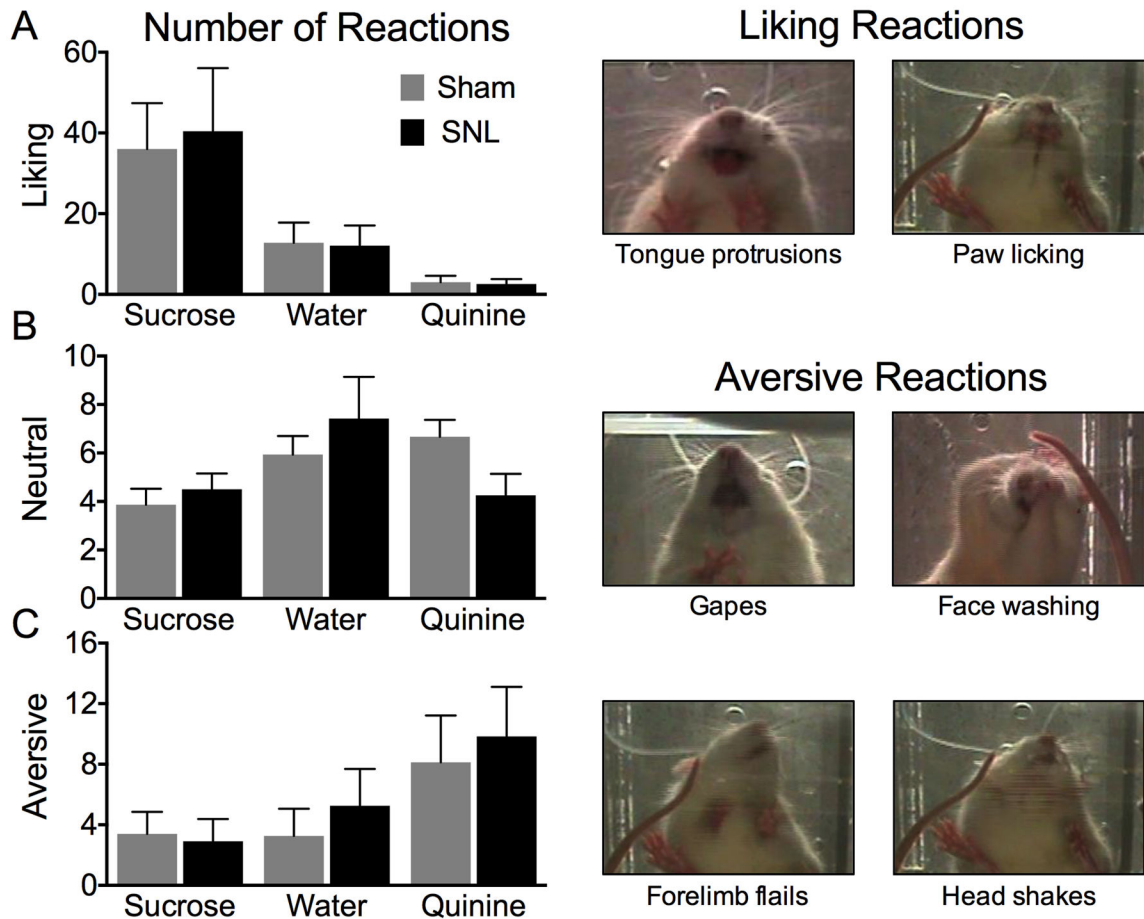 A
Number of Reactions
Liking Reactions
60
40
20
0
Liking
Sham
SNL
Sucrose Water Quinine
Tongue protrusions
Paw licking
B
10
8
6
4
2
0
Neutral
Sucrose Water Quinine
Aversive Reactions
Gapes
Face washing
C
16
12
8
4
0
Aversive
Sucrose Water Quinine
Forelimb flails
Head shakes